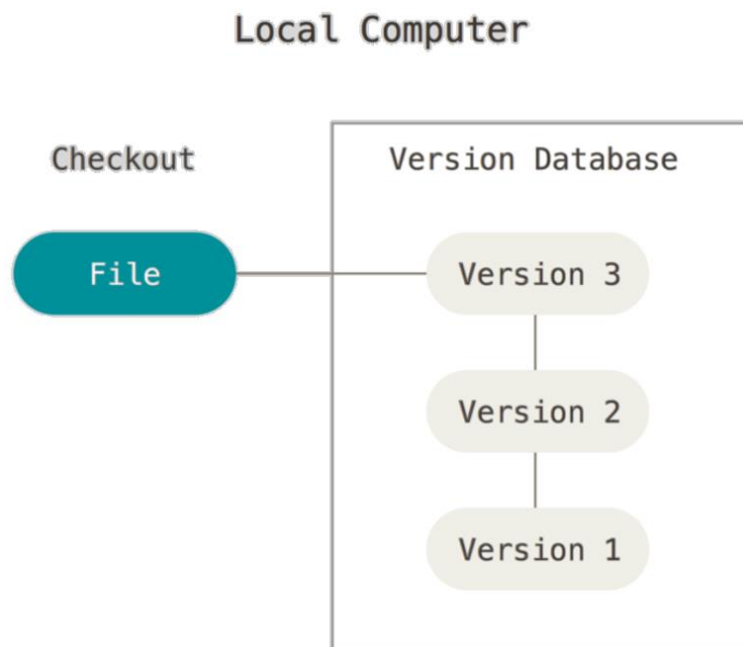 Local Computer
Checkout
Version Database
File
Version 3
Version 2
Version 1